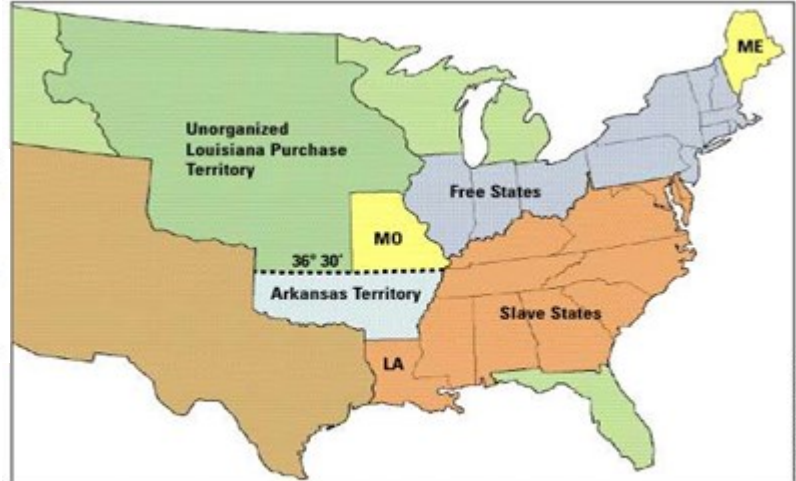 ME
Unorganized
Louisiana Purchase
Territory
Free States
MO
36° 30'
Arkansas Territory
Slave States
LA